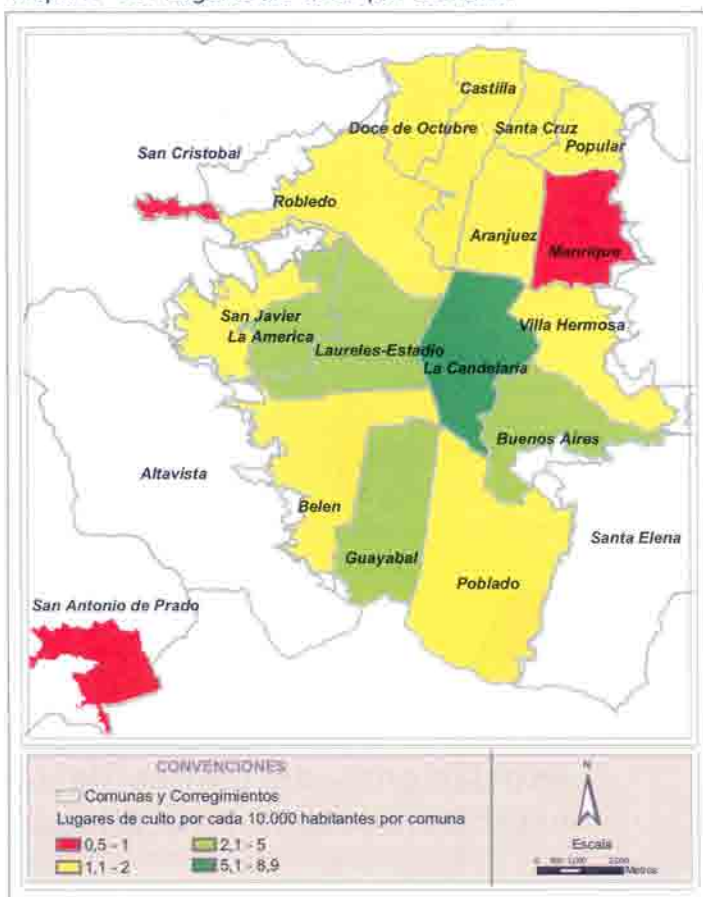 Castilla
Doce de Octubre
Santa Cruz
Popular
San Cristobal
Robledo
Aranjuez
Manrique
San Javier
La America
Villa Hermosa
Laureles-Estadio
La Candelaria
Buenos Aires
Altavista
Belen
Santa Elena
Guayabal
Poblado
San Antonio de Prado
CONVENCIONES
Comunas y Corregimientos
Lugares de culto por cada 10.000 habitantes por comuna
0,5 - 1
2,1 - 5
1,1 - 2
5,1 - 8,9
N
Escala
Metros